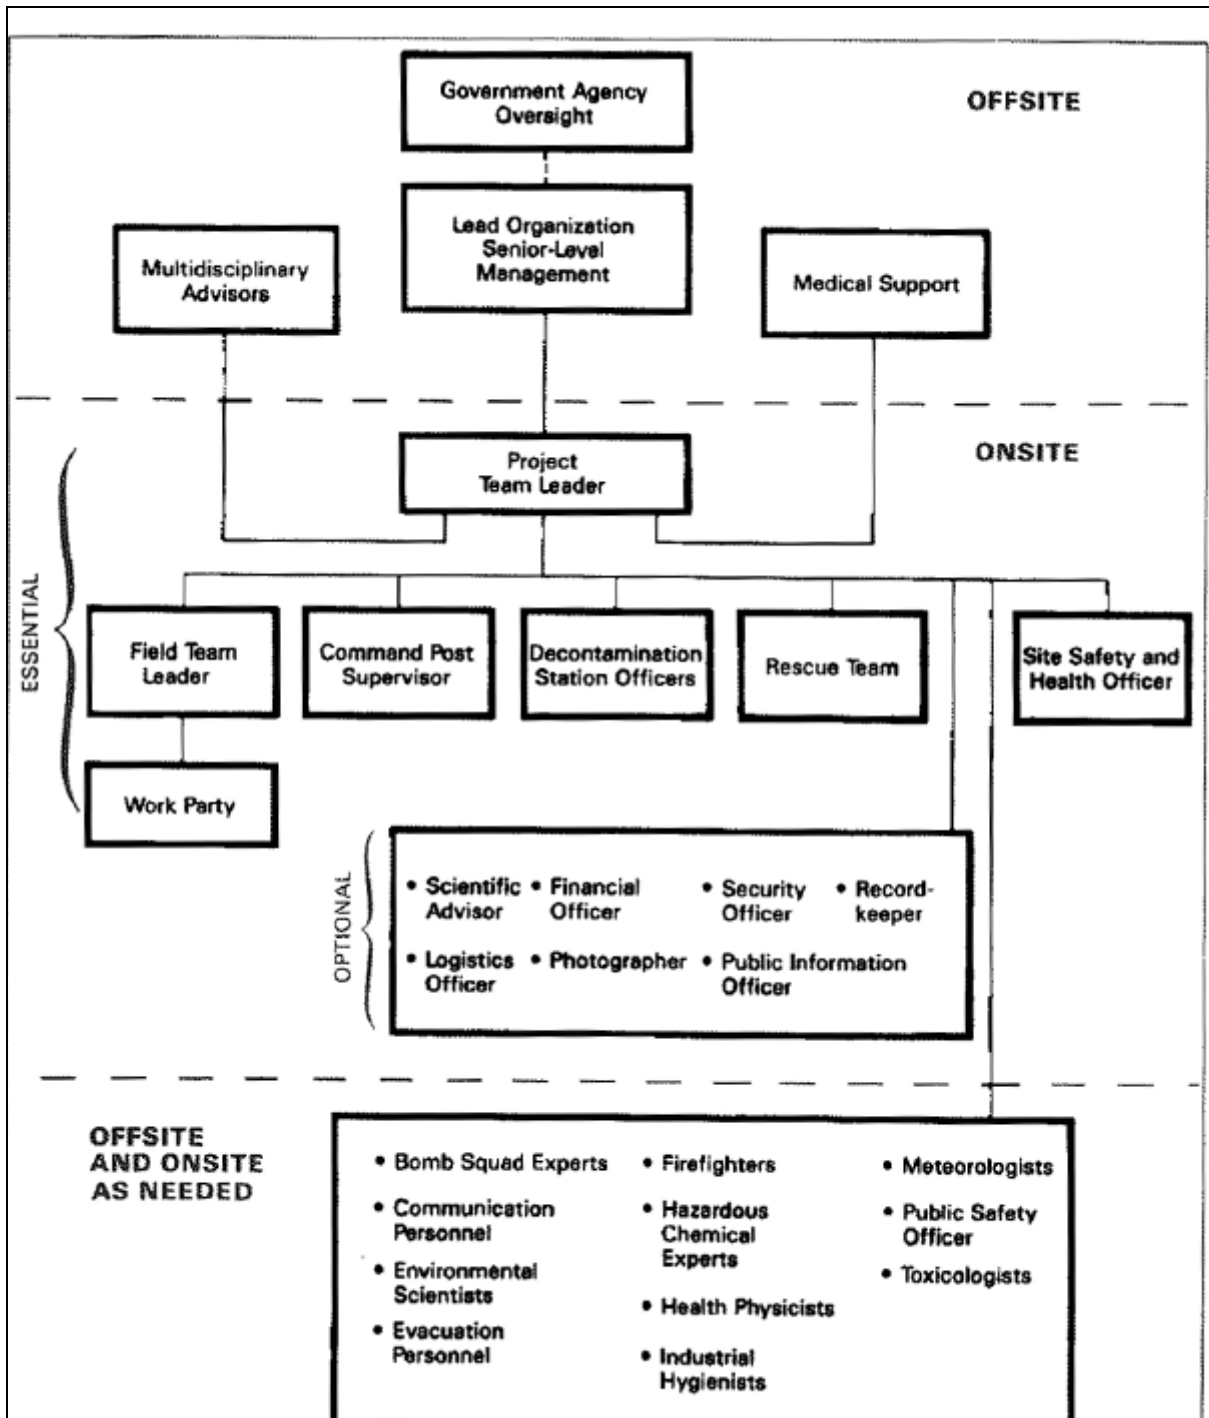 Government Agency
Oversight
OFFSITE
Lead Organization
Senior-Level
Management
Multidisciplinary
Advisors
Medical Support
ONSITE
Project
Team Leader
ESSENTIAL
Field Team
Leader
Command Post
Supervisor
Decontamination
Station Officers
Rescue Team
Site Safety and
Health Officer
Work Party
OPTIONAL
• Scientific
Advisor
• Financial
Officer
• Security
Officer
• Record-
keeper
• Logistics
Officer
• Photographer
• Public Information
Officer
OFFSITE
AND ONSITE
AS NEEDED
• Bomb Squad Experts
• Communication
Personnel
• Environmental
Scientists
• Evacuation
Personnel
• Firefighters
• Hazardous
Chemical
Experts
• Health Physicists
• Industrial
Hygienists
• Meteorologists
• Public Safety
Officer
• Toxicologists